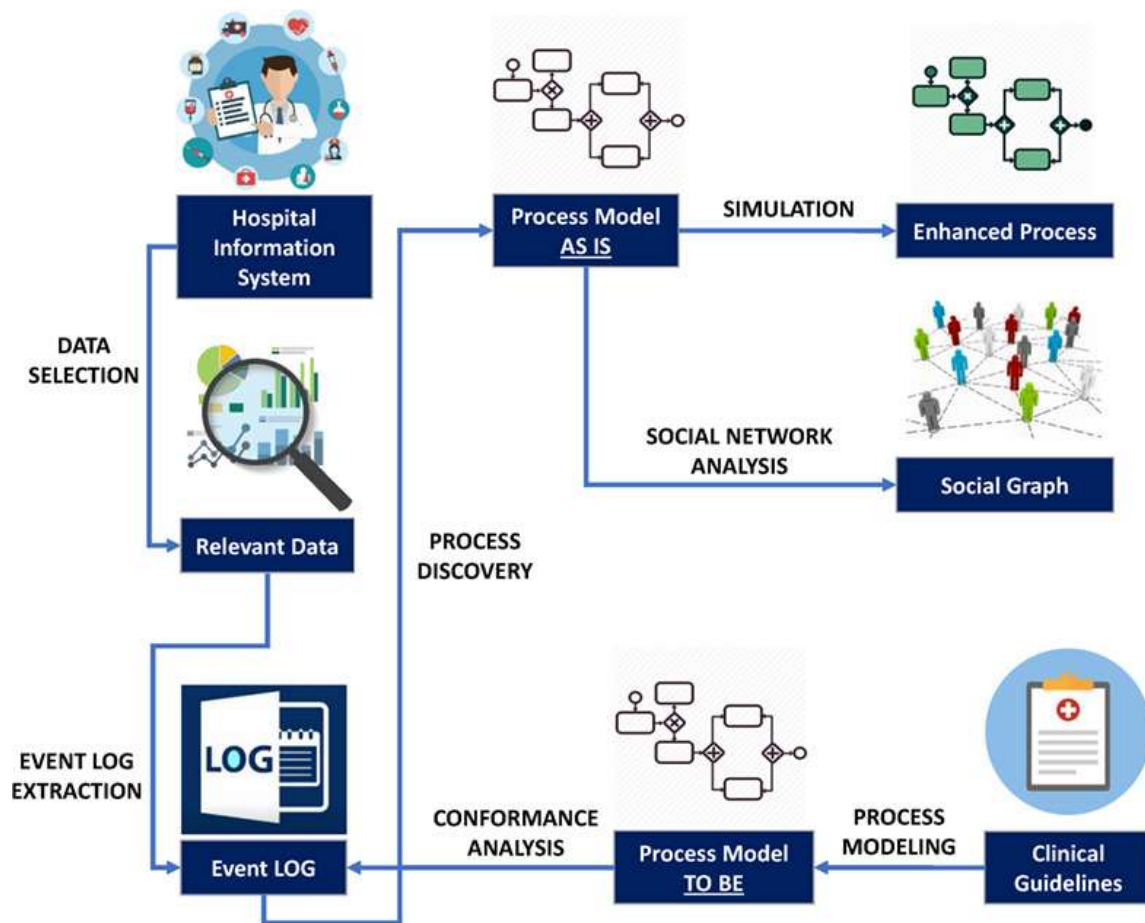 Hospital
Information
System
Process Model
AS IS
SIMULATION
Enhanced Process
DATA
SELECTION
SOCIAL NETWORK
ANALYSIS
Social Graph
Relevant Data
PROCESS
DISCOVERY
LOG
EVENT LOG
EXTRACTION
Event LOG
CONFORMANCE
ANALYSIS
Process Model
TO BE
PROCESS
MODELING
Clinical
Guidelines